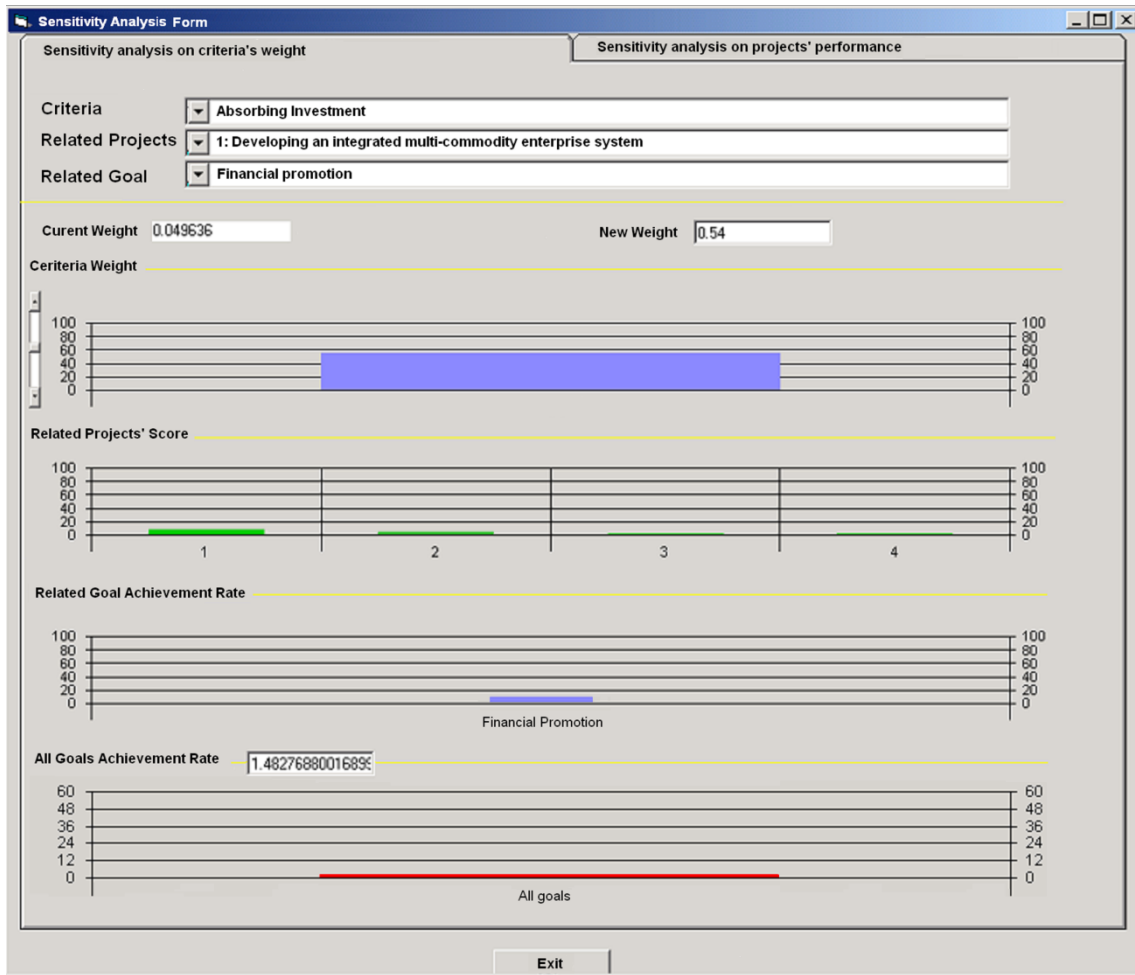 Sensitivity Analysis Form
Sensitivity analysis on criteria's weight
Sensitivity analysis on projects' performance
Criteria Absorbing Investment
Related Projects 1: Developing an integrated multi-commodity enterprise system
Related Goal Financial promotion
Curent Weight 0.049636 New Weight 0.54
Ceriteria Weight
100 100
80 80
60 60
40 40
20 20
0 0
Related Projects' Score
100 100
80 80
60 60
40 40
20 20
0 0
1 2 3 4
Related Goal Achievement Rate
100 100
80 80
60 60
40 40
20 20
0 0
Financial Promotion
All Goals Achievement Rate 1.48276880016899
60 60
48 48
36 36
24 24
12 12
0 0
All goals
Exit